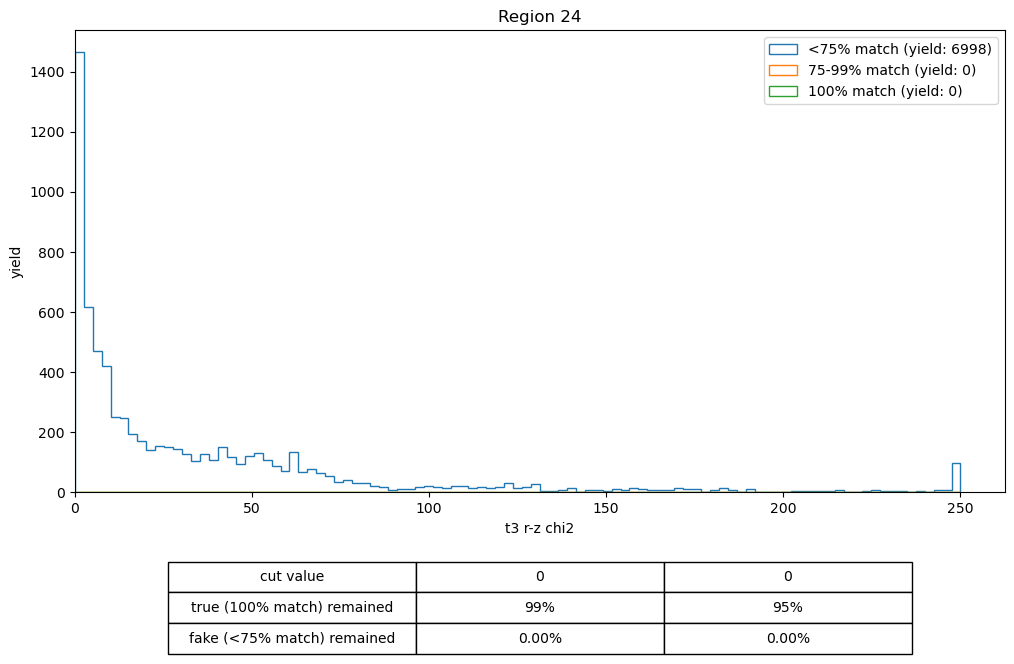 Region 24
<75% match (yield: 6998)
75-99% match (yield: 0)
100% match (yield: 0)
yield
1400
1200
1000
800
600
400
200
0
0 50 100 150 200 250
t3 r-z chi2
cut value 0 0
true (100% match) remained 99% 95%
fake (<75% match) remained 0.00% 0.00%